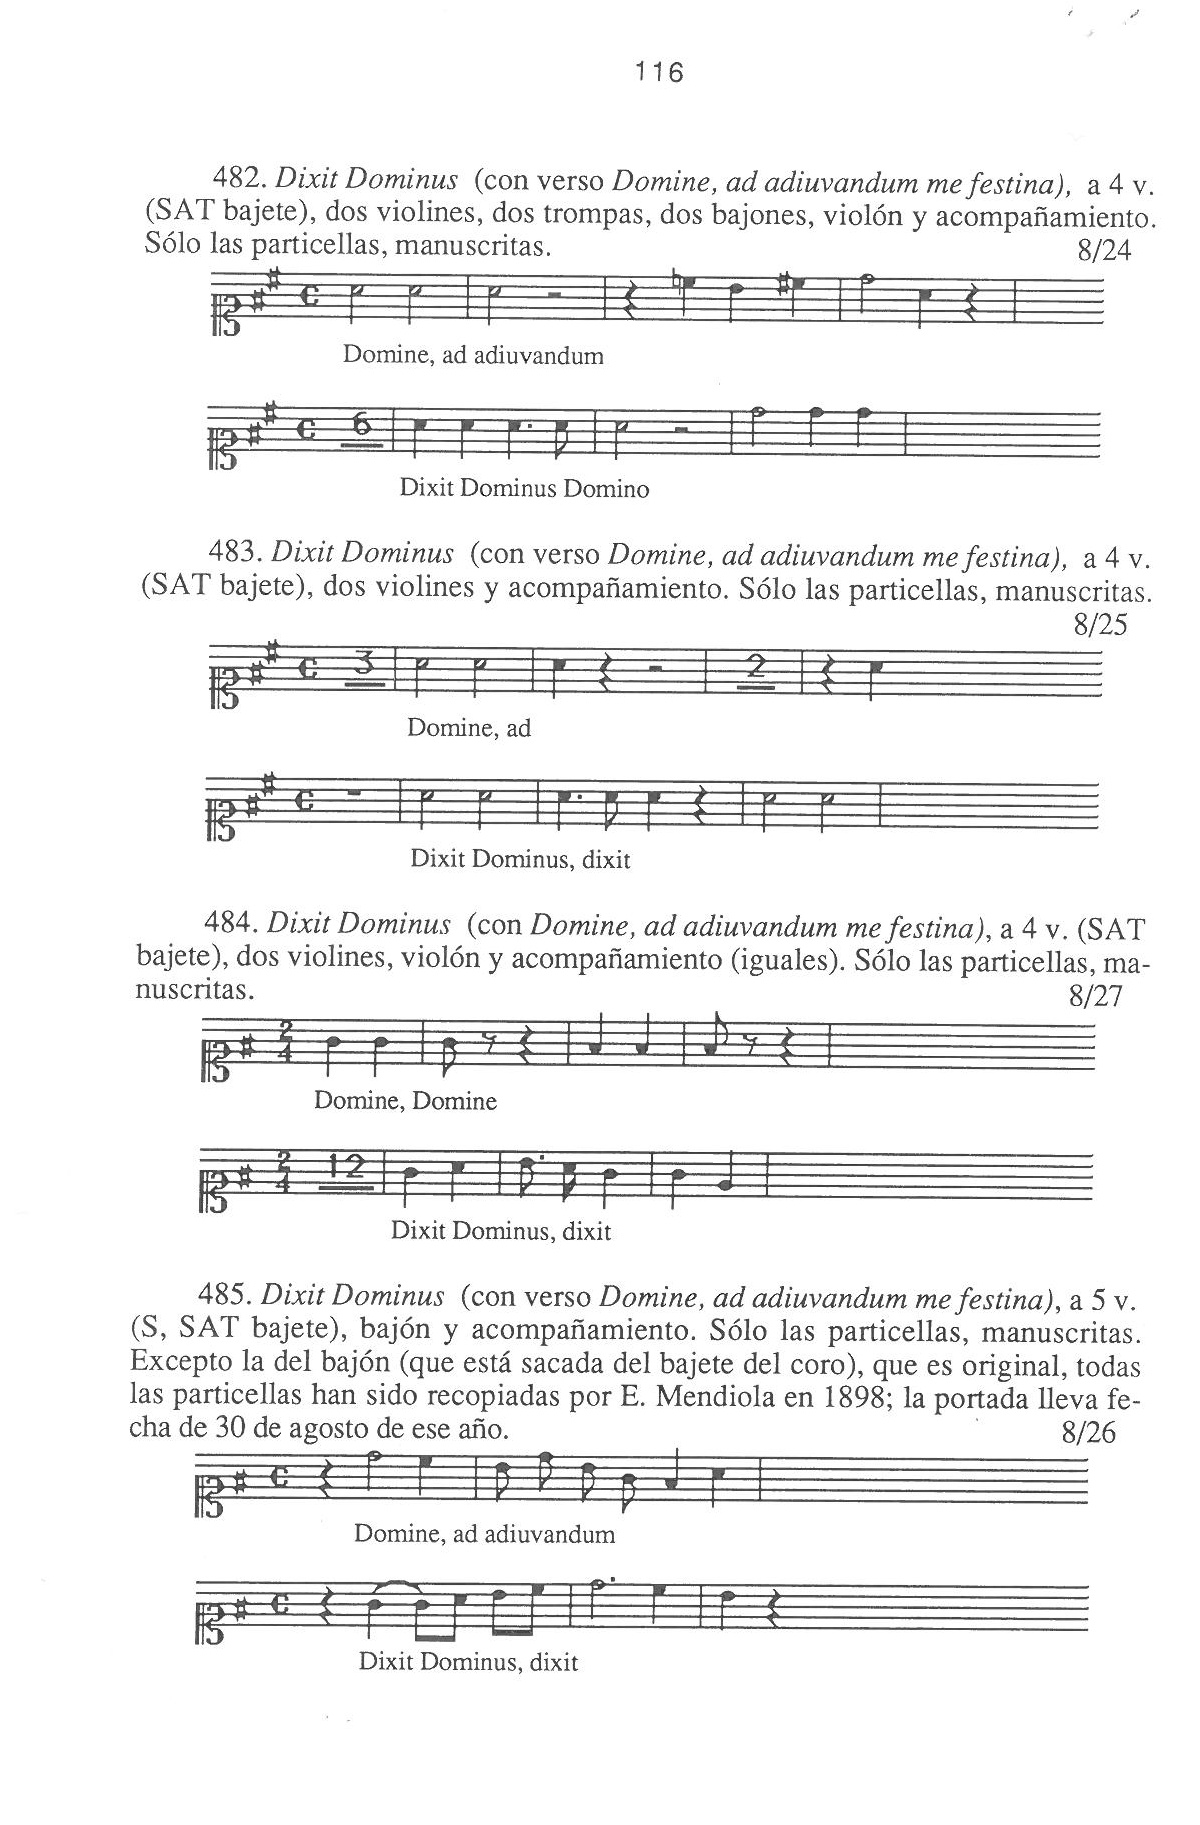 116
482. Dixit Dominus (con verso Domine, ad adiuvandum me festina), a 4 v.
(SAT bajete), dos violines, dos trompas, dos bajones, violón y acompañamiento.
Sólo las particellas, manuscritas. 8/24
Domine, ad adiuvandum
6
Dixit Dominus Domino
483. Dixit Dominus (con verso Domine, ad adiuvandum me festina), a 4 v.
(SAT bajete), dos violines y acompañamiento. Sólo las particellas, manuscritas.
8/25
3 2
Domine, ad
Dixit Dominus, dixit
484. Dixit Dominus (con Domine, ad adiuvandum me festina), a 4 v. (SAT
bajete), dos violines, violón y acompañamiento (iguales). Sólo las particellas, ma-
nuscritas. 8/27
2/4
Domine, Domine
2/4 12
Dixit Dominus, dixit
485. Dixit Dominus (con verso Domine, ad adiuvandum me festina), a 5 v.
(S, SAT bajete), bajón y acompañamiento. Sólo las particellas, manuscritas.
Excepto la del bajón (que está sacada del bajete del coro), que es original, todas
las particellas han sido recopiadas por E. Mendiola en 1898; la portada lleva fe-
cha de 30 de agosto de ese año. 8/26
Domine, ad adiuvandum
Dixit Dominus, dixit